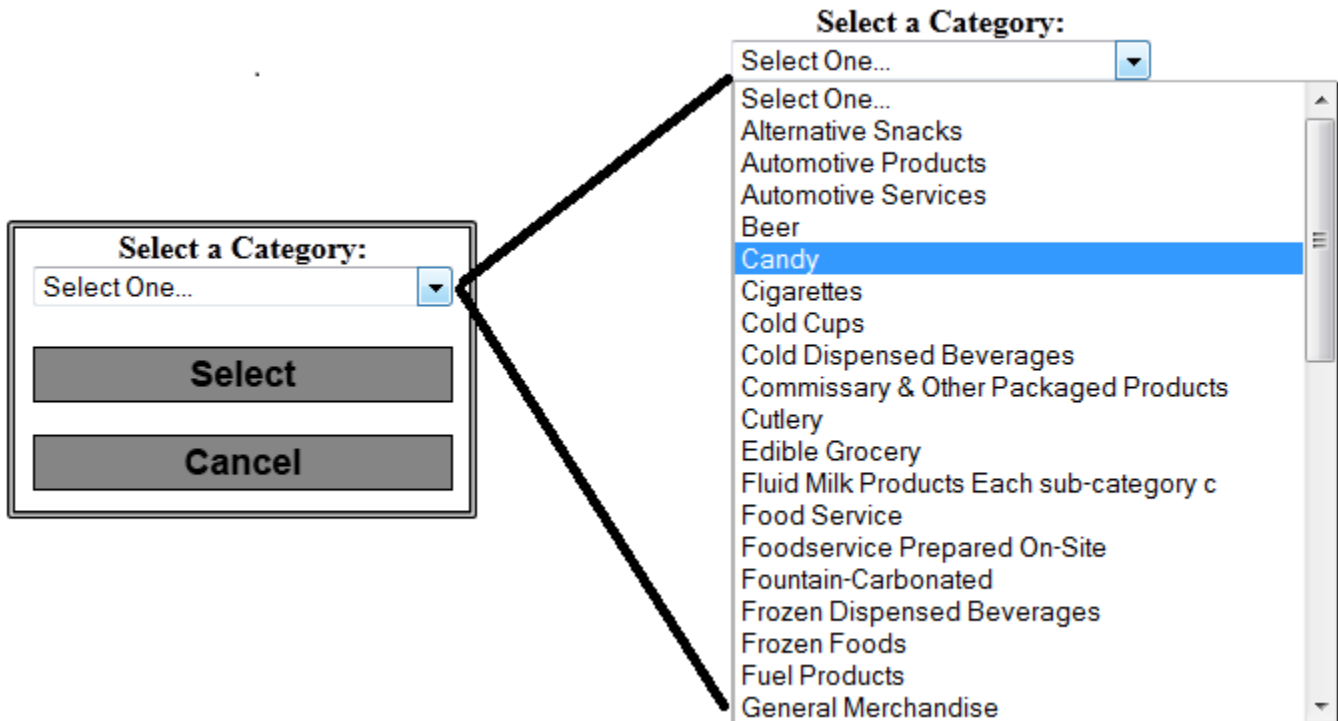 Select a Category:
Select One...
Select
Cancel
Select a Category:
Select One...
Select One...
Alternative Snacks
Automotive Products
Automotive Services
Beer
Candy
Cigarettes
Cold Cups
Cold Dispensed Beverages
Commissary & Other Packaged Products
Cutlery
Edible Grocery
Fluid Milk Products Each sub-category c
Food Service
Foodservice Prepared On-Site
Fountain-Carbonated
Frozen Dispensed Beverages
Frozen Foods
Fuel Products
General Merchandise